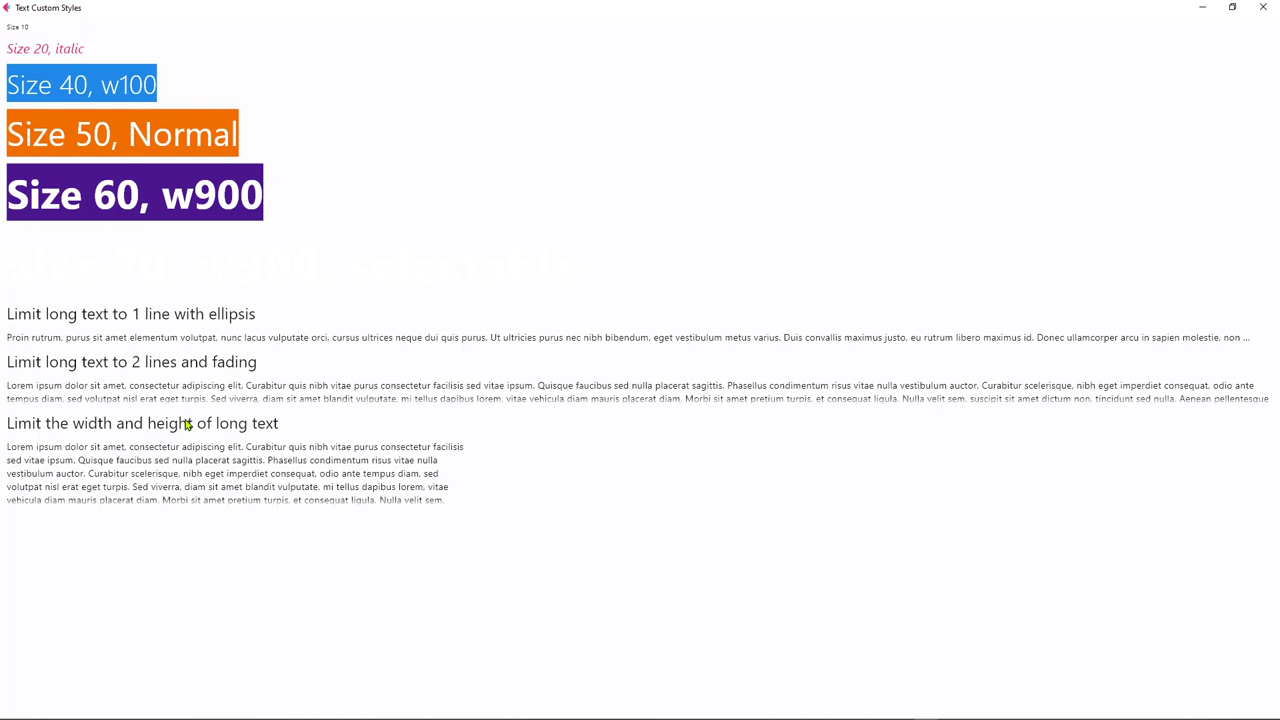 Text Custom Styles
Size 10
Size 20, italic
Size 40, w100
Size 50, Normal
Size 60, w900
Size 70, w900, selectable
Limit long text to 1 line with ellipsis
Proin rutrum, purus sit amet elementum volutpat, nunc lacus vulputate orci, cursus ultrices neque dui quis purus. Ut ultricies purus nec nibh bibendum, eget vestibulum metus varius. Duis convallis maximus justo, eu rutrum libero maximus id. Donec ullamcorper arcu in sapien molestie, non ...
Limit long text to 2 lines and fading
Lorem ipsum dolor sit amet, consectetur adipiscing elit. Curabitur quis nibh vitae purus consectetur facilisis sed vitae ipsum. Quisque faucibus sed nulla placerat sagittis. Phasellus condimentum risus vitae nulla vestibulum auctor. Curabitur scelerisque, nibh eget imperdiet consequat, odio ante
tempus diam, sed volutpat nisl erat eget turpis. Sed viverra, diam sit amet blandit vulputate, mi tellus dapibus lorem, vitae vehicula diam mauris placerat diam. Morbi sit amet pretium turpis, et consequat ligula. Nulla velit sem, suscipit sit amet dictum non, tincidunt sed nulla. Aenean pellentesque
Limit the width and height of long text
Lorem ipsum dolor sit amet, consectetur adipiscing elit. Curabitur quis nibh vitae purus consectetur facilisis
sed vitae ipsum. Quisque faucibus sed nulla placerat sagittis. Phasellus condimentum risus vitae nulla
vestibulum auctor. Curabitur scelerisque, nibh eget imperdiet consequat, odio ante tempus diam, sed
volutpat nisl erat eget turpis. Sed viverra, diam sit amet blandit vulputate, mi tellus dapibus lorem, vitae
vehicula diam mauris placerat diam. Morbi sit amet pretium turpis, et consequat ligula. Nulla velit sem,